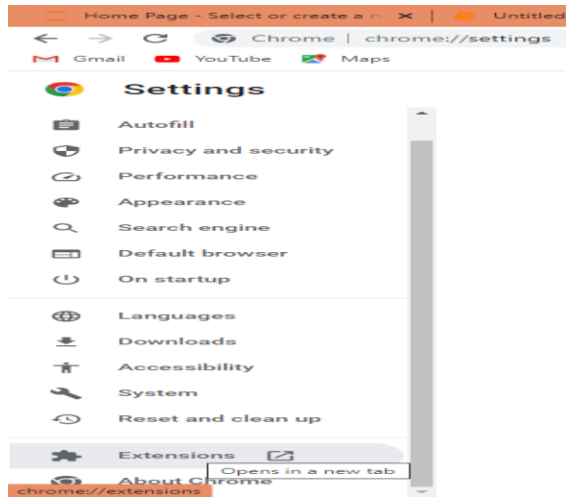 Home Page - Select or create a n
Untitled
Chrome | chrome://settings
Gmail YouTube Maps
Settings
Autofill
Privacy and security
Performance
Appearance
Search engine
Default browser
On startup
Languages
Downloads
Accessibility
System
Reset and clean up
Extensions
Opens in a new tab
About Chrome
chrome://extensions